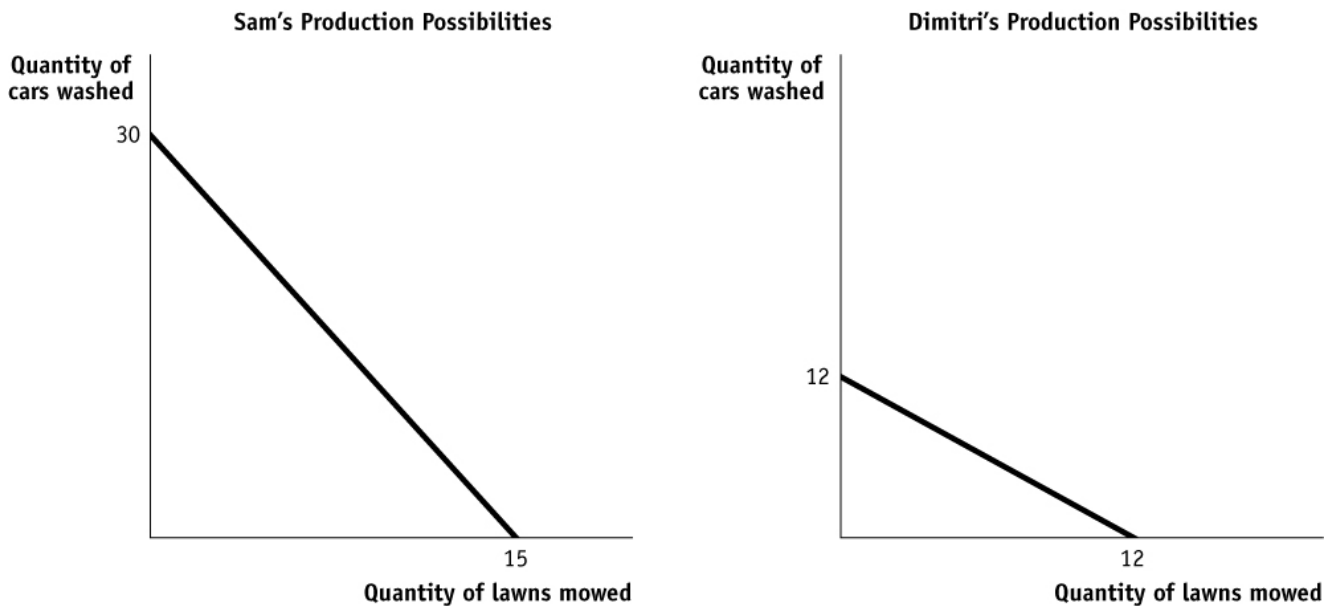 Sam’s Production Possibilities
Quantity of
cars washed
30
15
Quantity of lawns mowed
Dimitri’s Production Possibilities
Quantity of
cars washed
12
12
Quantity of lawns mowed